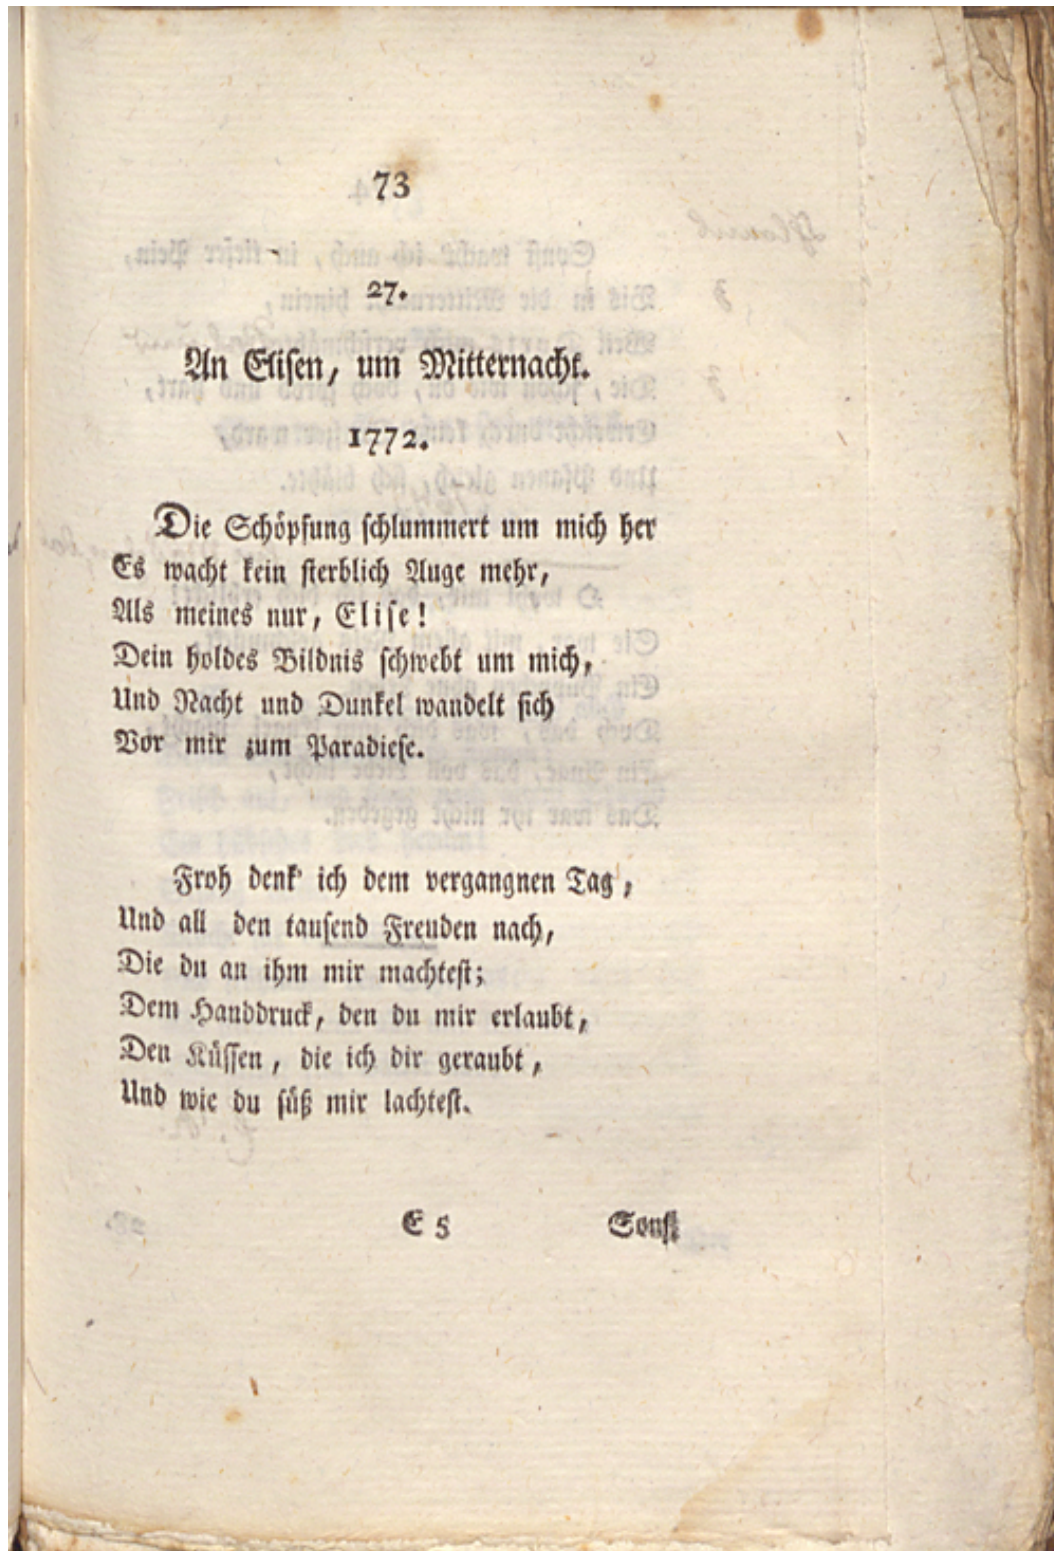 73
27.
An Elisen, um Mitternacht.
1772.
Die Schöpfung schlummert um mich her
Es wacht kein sterblich Auge mehr,
Als meines nur, Elise!
Dein holdes Bildnis schwebt um mich,
Und Nacht und Dunkel wandelt sich
Vor mir zum Paradiese.
Froh denk' ich dem vergangnen Tag,
Und all den tausend Freuden nach,
Die du an ihm mir machtest;
Dem Handdruck, den du mir erlaubt,
Den Küssen, die ich dir geraubt,
Und wie du süß mir lachtest.
E 5 Sonst